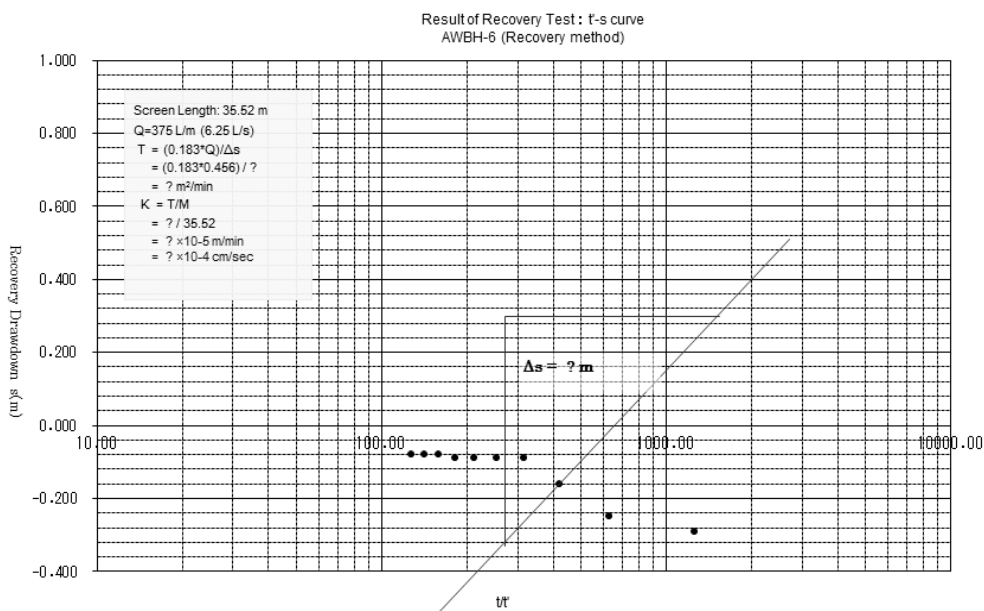 Result of Recovery Test : t'-s curve
AWBH-6 (Recovery method)
1.000
0.800
0.600
0.400
0.200
0.000
-0.200
-0.400
Recovery Drawdown s(m)
Screen Length: 35.52 m
Q=375 L/m (6.25 L/s)
T = (0.183*Q)/Δs
= (0.183*0.456) / ?
= ? m²/min
K = T/M
= ? / 35.52
= ? ×10-5 m/min
= ? ×10-4 cm/sec
Δs = ? m
10.00 100.00 1000.00 10000.00
t/t'